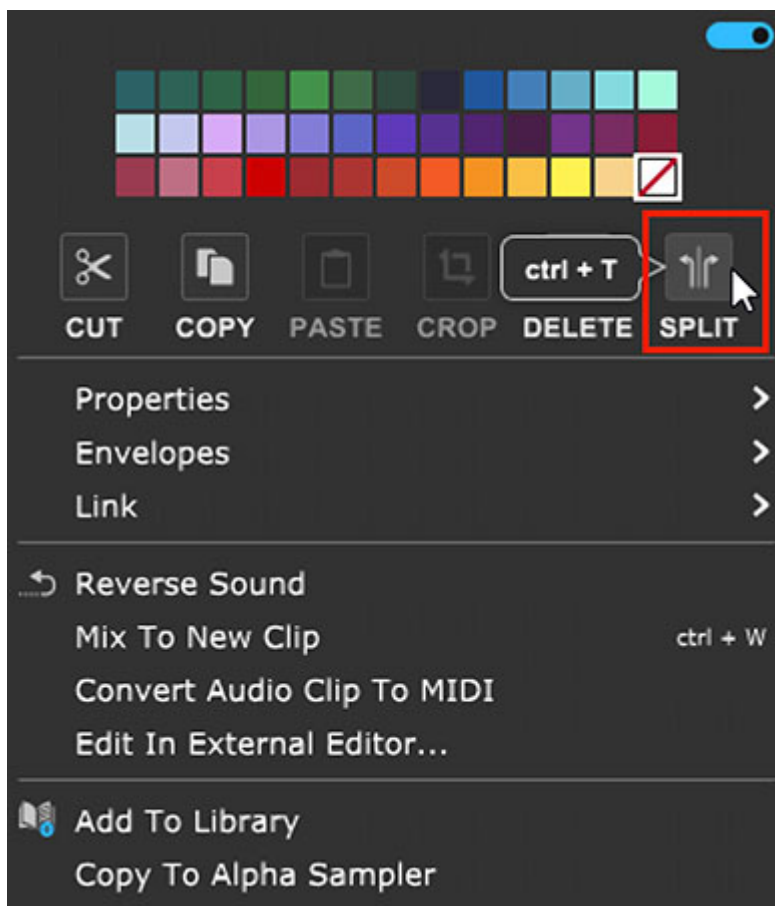 ctrl + T
CUT COPY PASTE CROP DELETE SPLIT
Properties
Envelopes
Link
Reverse Sound
Mix To New Clip ctrl + W
Convert Audio Clip To MIDI
Edit In External Editor...
Add To Library
Copy To Alpha Sampler